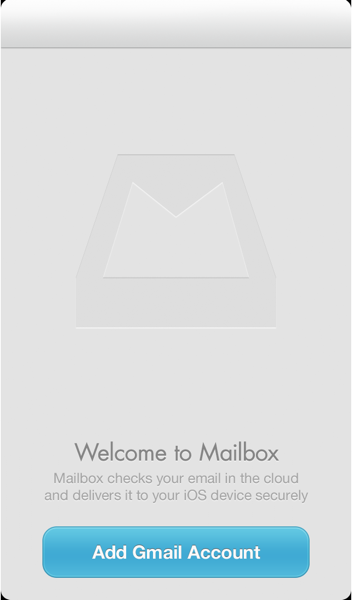 Welcome to Mailbox
Mailbox checks your email in the cloud
and delivers it to your iOS device securely
Add Gmail Account